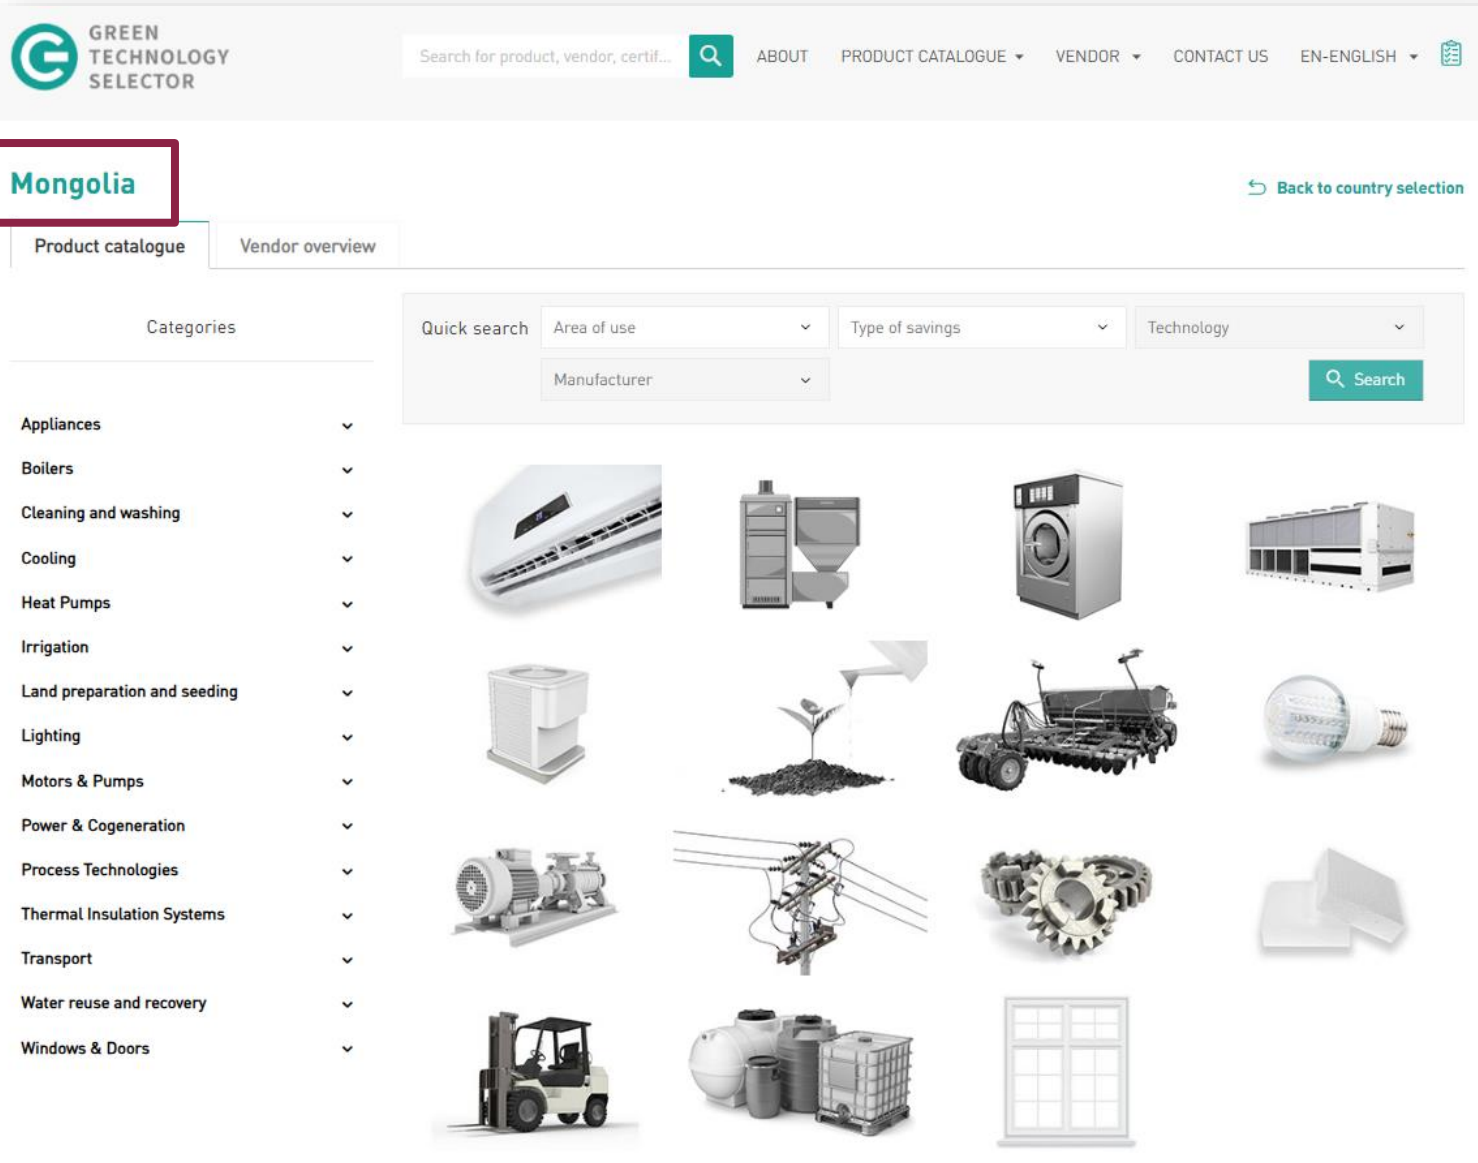 GREEN
TECHNOLOGY
SELECTOR
Search for product, vendor, certif...
ABOUT
PRODUCT CATALOGUE
VENDOR
CONTACT US
EN-ENGLISH
Mongolia
Back to country selection
Product catalogue
Vendor overview
Categories
Quick search
Area of use
Type of savings
Technology
Manufacturer
Search
Appliances
Boilers
Cleaning and washing
Cooling
Heat Pumps
Irrigation
Land preparation and seeding
Lighting
Motors & Pumps
Power & Cogeneration
Process Technologies
Thermal Insulation Systems
Transport
Water reuse and recovery
Windows & Doors